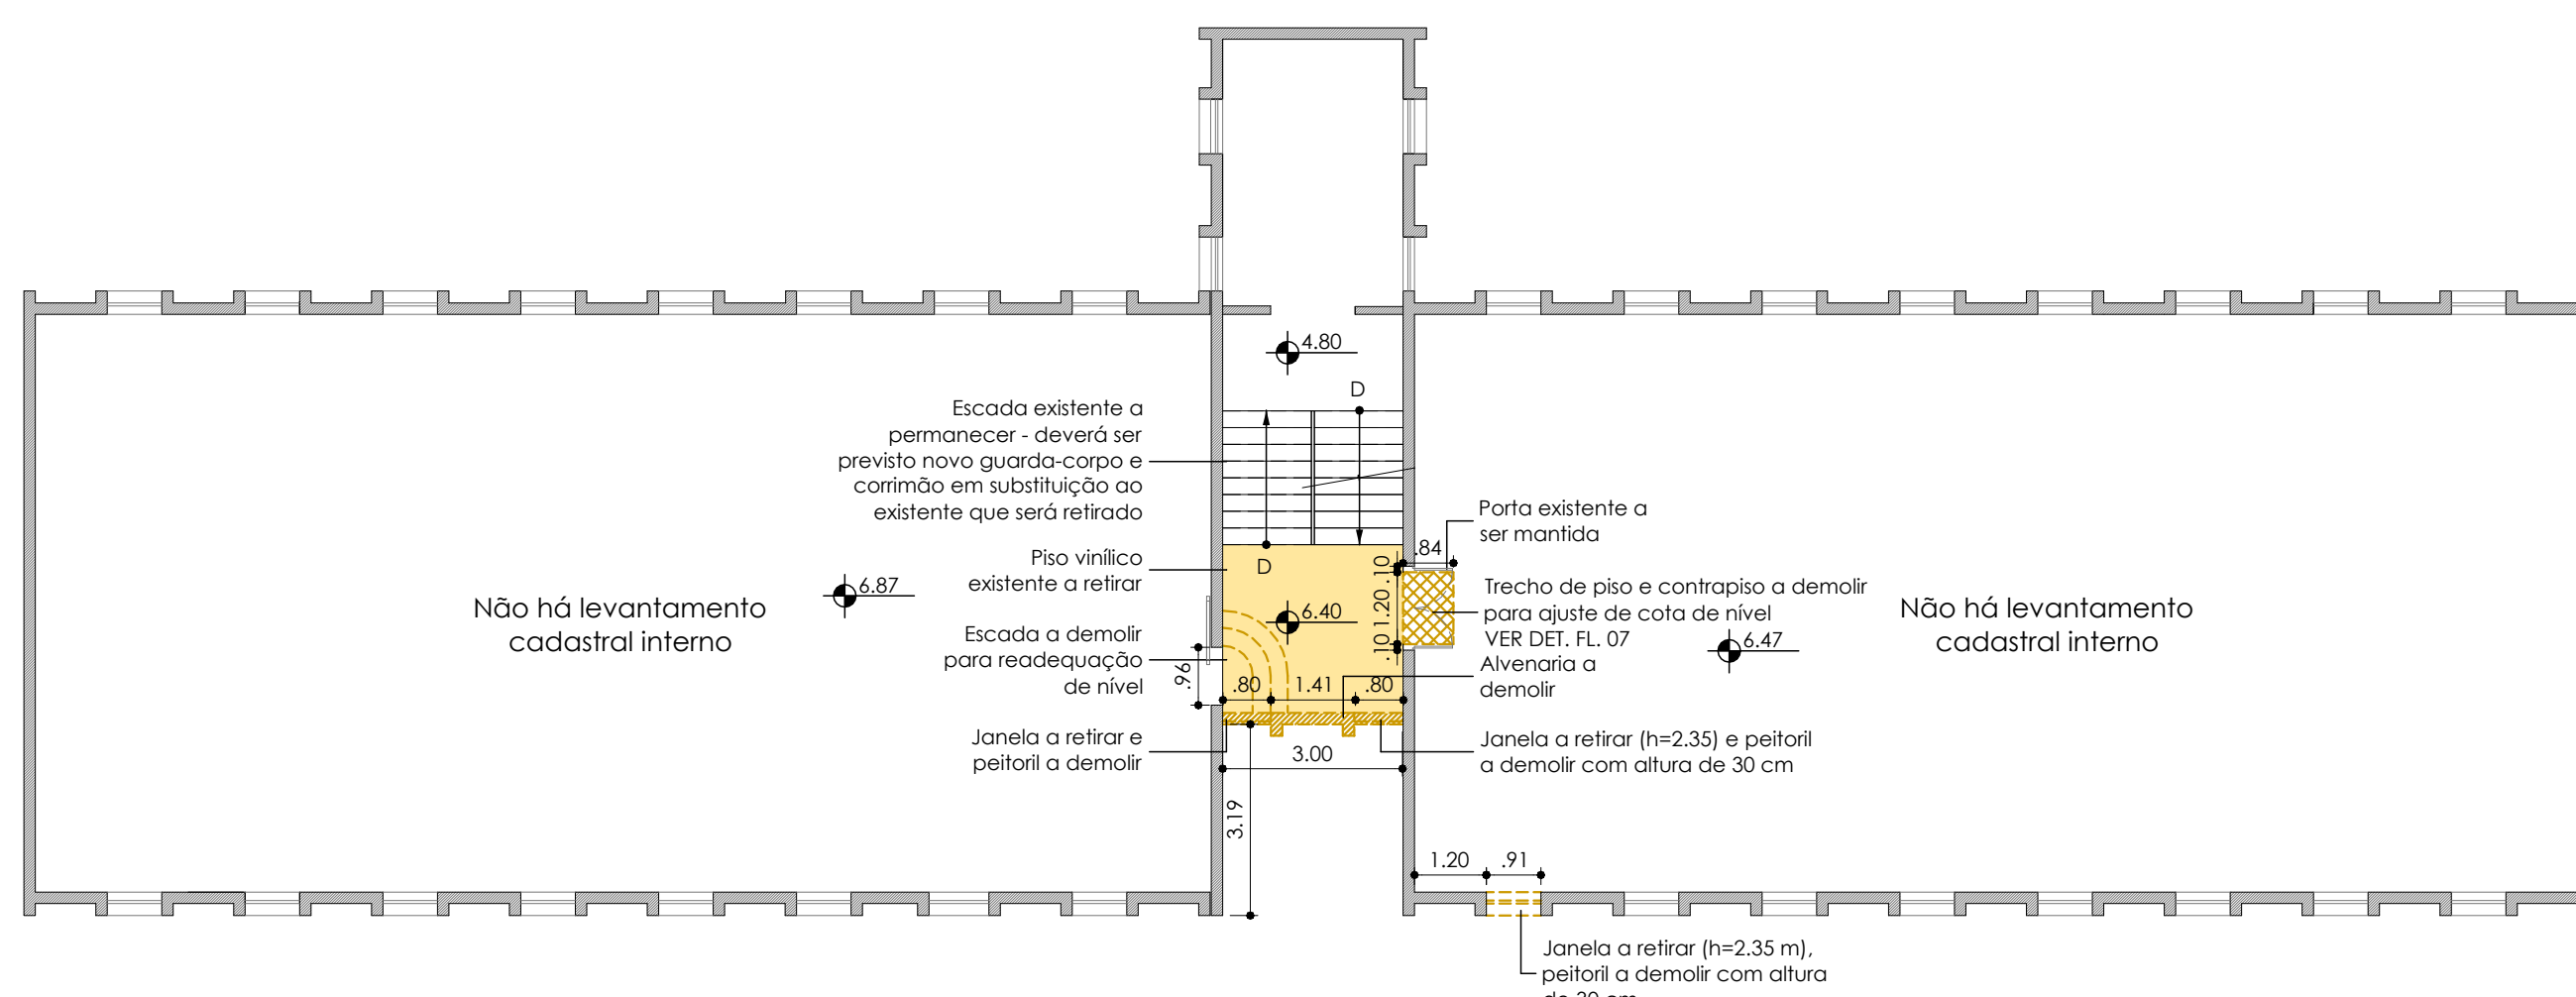 4.80
D
Escada existente a
permanecer - deverá ser
previsto novo guarda-corpo e
corrimão em substituição ao
existente que será retirado
Porta existente a
ser mantida
.84
Piso vinílico
existente a retirar
D
.10
1.20
.10
6.87
Não há levantamento
cadastral interno
6.40
Trecho de piso e contrapiso a demolir
para ajuste de cota de nível
VER DET. FL. 07
6.47
Não há levantamento
cadastral interno
Escada a demolir
para readequação
de nível
.96
.80
1.41
.80
Alvenaria a
demolir
Janela a retirar e
peitoril a demolir
3.00
Janela a retirar (h=2.35) e peitoril
a demolir com altura de 30 cm
3.19
1.20
.91
Janela a retirar (h=2.35 m),
peitoril a demolir com altura
de 30 cm